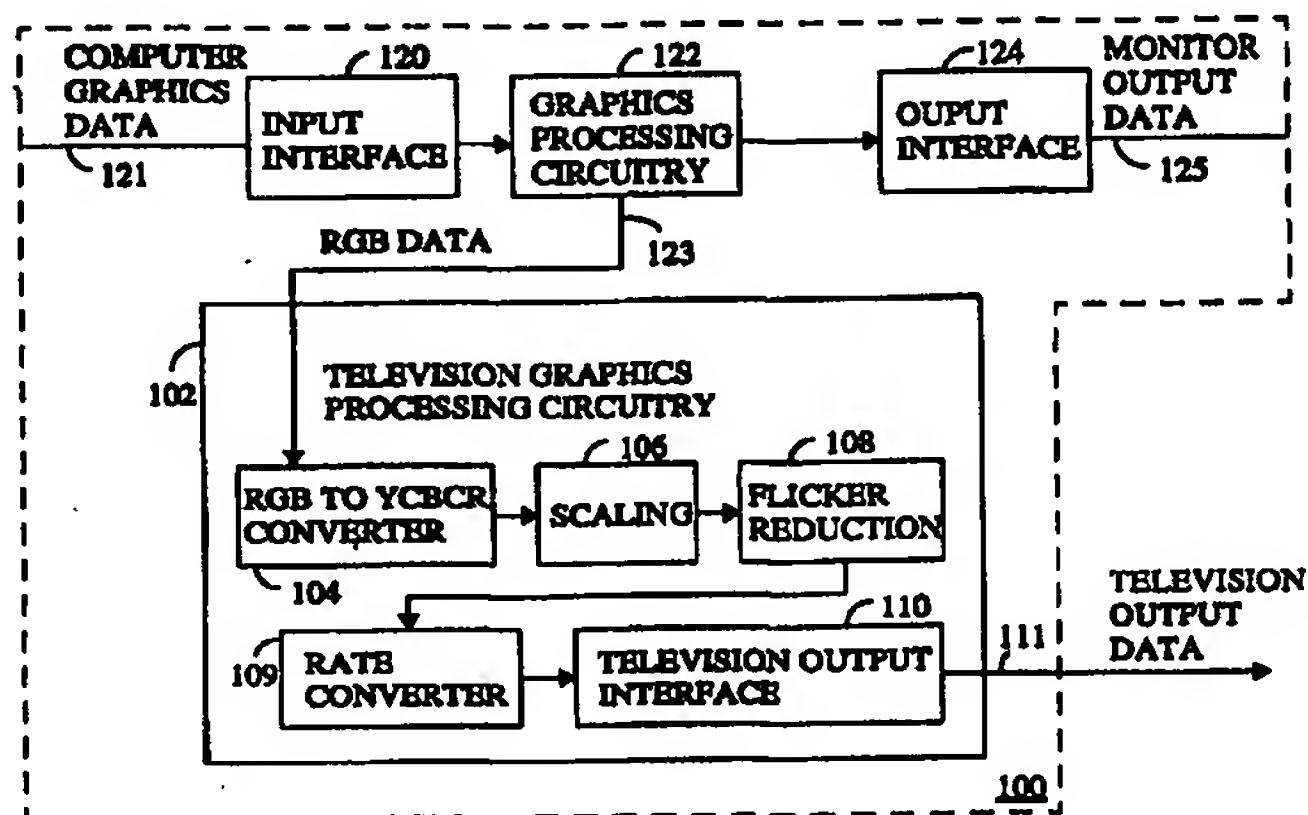 COMPUTER
GRAPHICS
DATA
121
120
INPUT
INTERFACE
122
GRAPHICS
PROCESSING
CIRCUITRY
124
OUPUT
INTERFACE
MONITOR
OUTPUT
DATA
125
RGB DATA
123
102
TELEVISION GRAPHICS
PROCESSING CIRCUITRY
RGB TO YCBCR
CONVERTER
104
106
SCALING
108
FLICKER
REDUCTION
109
RATE
CONVERTER
110
TELEVISION OUTPUT
INTERFACE
111
TELEVISION
OUTPUT
DATA
100